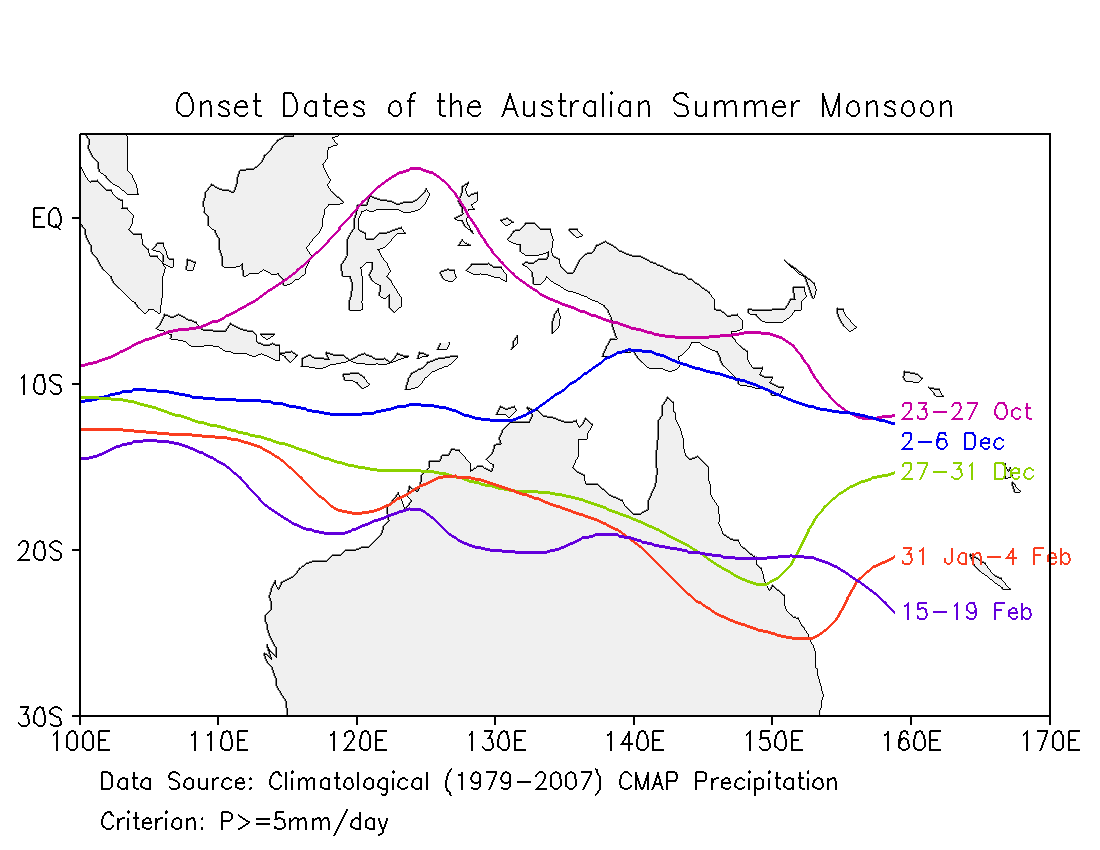 Onset Dates of the Australian Summer Monsoon
EQ
10S
20S
30S
23-27 Oct
2-6 Dec
27-31 Dec
31 Jan-4 Feb
15-19 Feb
100E 110E 120E 130E 140E 150E 160E 170E
Data Source: Climatological (1979-2007) CMAP Precipitation
Criterion: P>=5mm/day